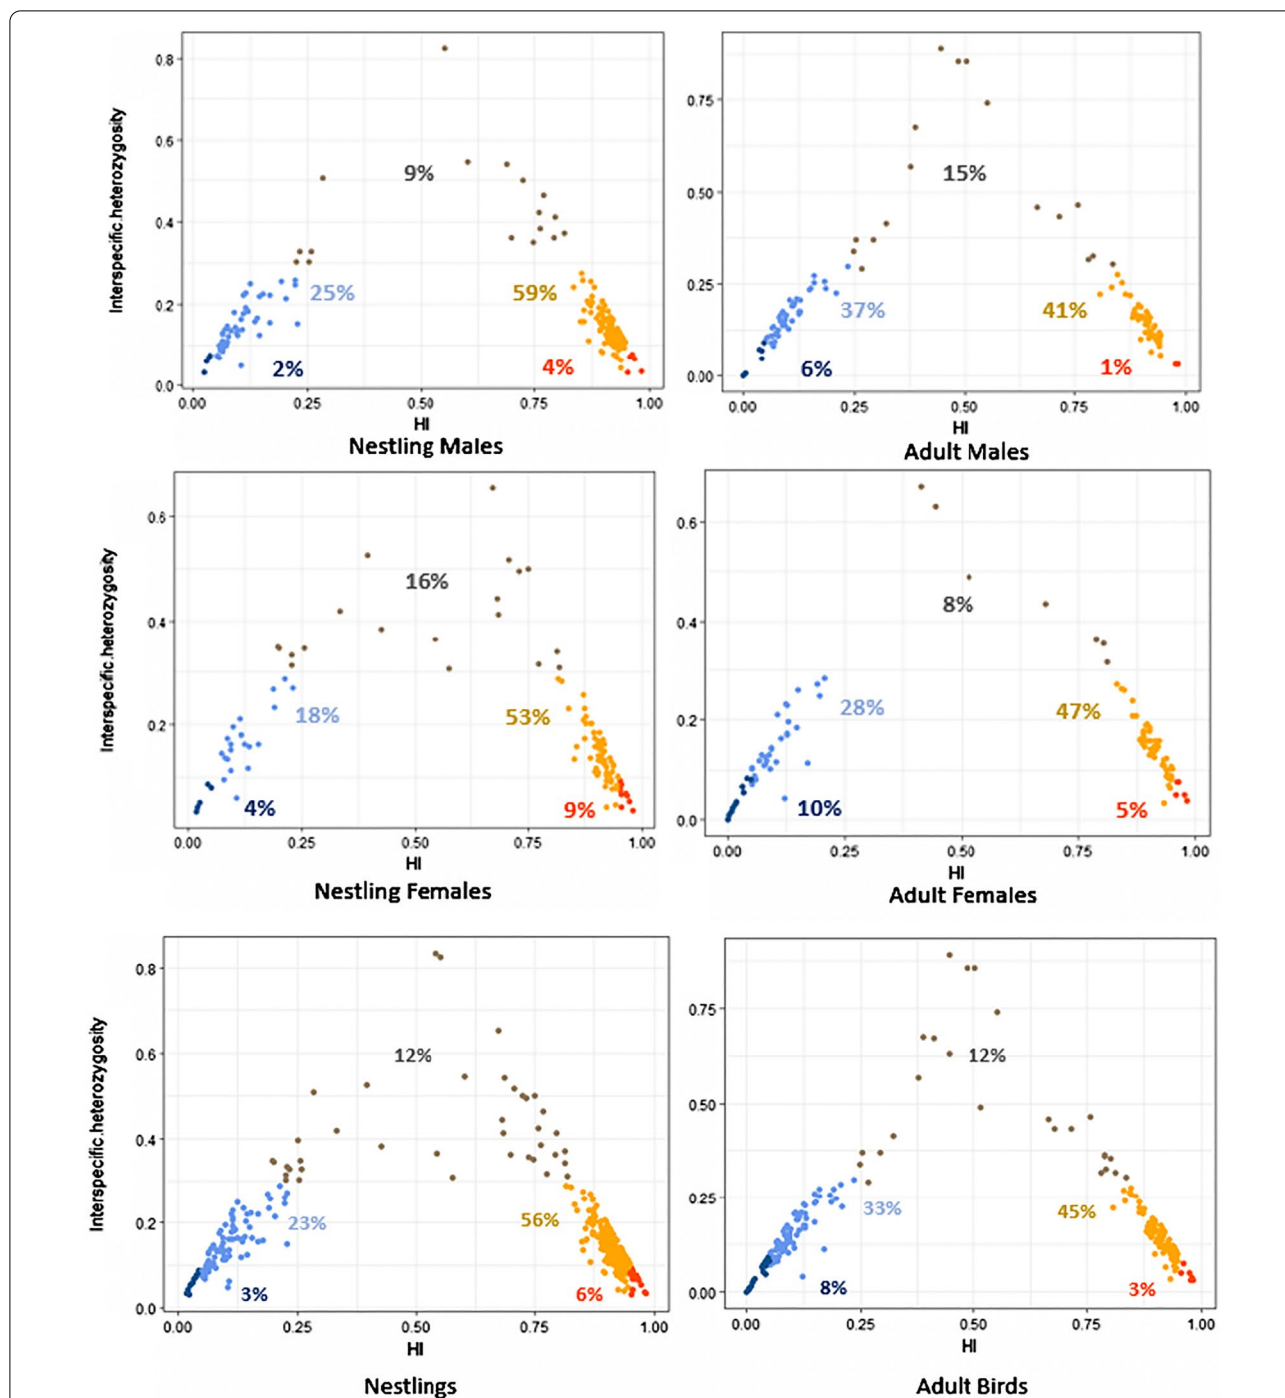 Interspecific.heterozygosity
0.8
0.6
0.4
0.2
0.0
9%
25%
59%
2%
4%
0.00 0.25 0.50 0.75 1.00
HI
Nestling Males
0.75
0.50
0.25
0.00
15%
37%
41%
6%
1%
0.00 0.25 0.50 0.75 1.00
HI
Adult Males
Interspecific.heterozygosity
0.6
0.4
0.2
16%
18%
53%
4%
9%
0.00 0.25 0.50 0.75 1.00
HI
Nestling Females
0.6
0.4
0.2
0.0
8%
28%
47%
10%
5%
0.00 0.25 0.50 0.75 1.00
HI
Adult Females
Interspecific.heterozygosity
0.8
0.6
0.4
0.2
0.0
12%
23%
56%
3%
6%
0.00 0.25 0.50 0.75 1.00
HI
Nestlings
0.75
0.50
0.25
0.00
12%
33%
45%
8%
3%
0.00 0.25 0.50 0.75 1.00
HI
Adult Birds